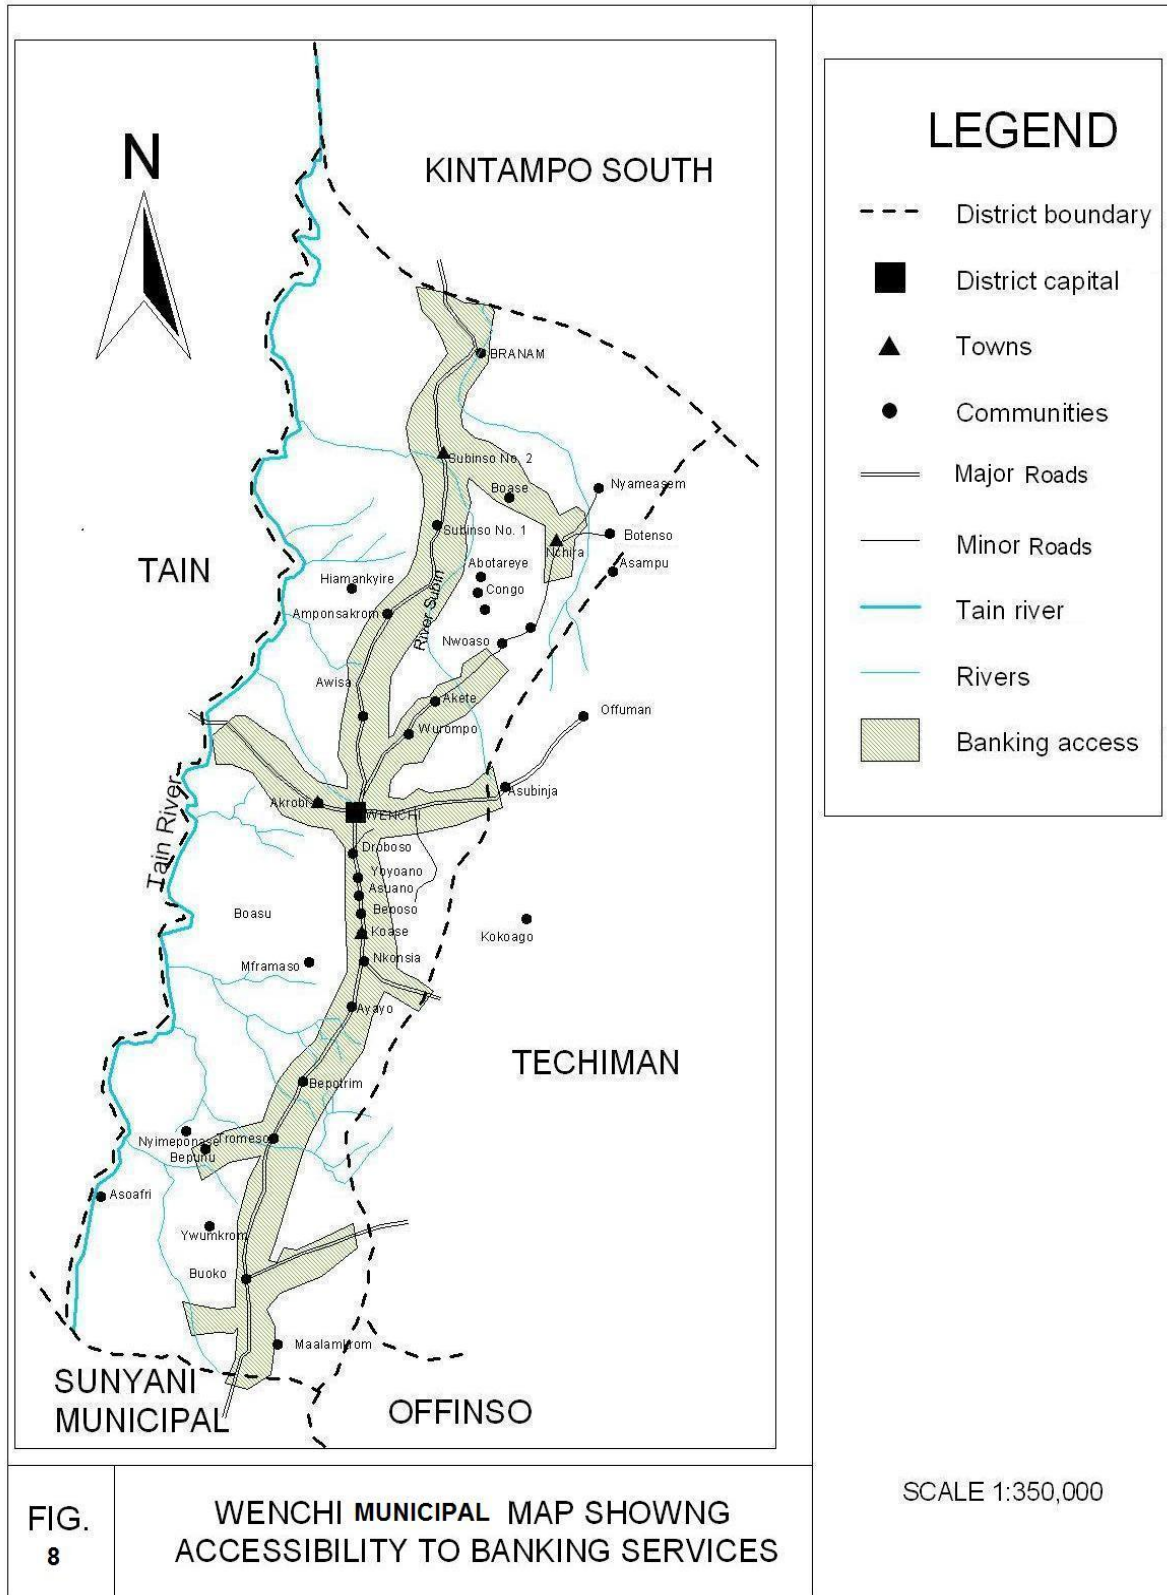 N
KINTAMPO SOUTH
BRANAM
Subinso No. 2
Boase
Nyameasem
Subinso No. 1
Nchira
Botenso
TAIN
Abotareye
Asampu
Hiamankyire
Congo
Amponsakrom
River Subin
Nwoaso
Awisa
Akete
Offuman
Wurompo
Asubinja
Akrobi
WENCHI
Tain River
Droboso
Yoyoano
Asuano
Beposo
Boasu
Koase
Kokoago
Nkonsia
Mframaso
Ayayo
TECHIMAN
Bepotrim
Nyimeponase
Tromeso
Bepunu
Asoafri
Ywumkrom
Buoko
Maalamkrom
SUNYANI
MUNICIPAL
OFFINSO
LEGEND
District boundary
District capital
Towns
Communities
Major Roads
Minor Roads
Tain river
Rivers
Banking access
SCALE 1:350,000
FIG.
8
WENCHI MUNICIPAL MAP SHOWNG
ACCESSIBILITY TO BANKING SERVICES